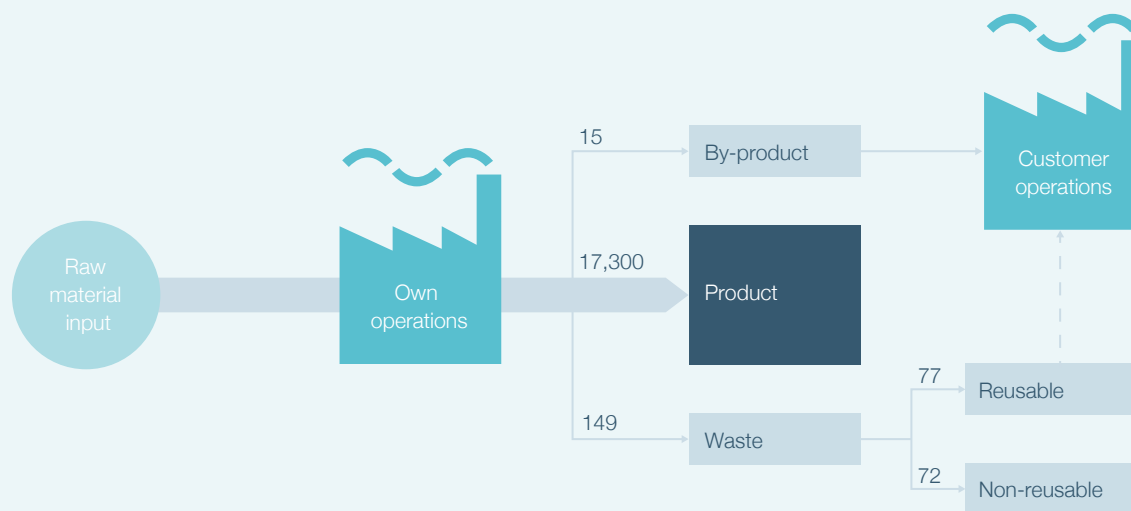 Raw
material
input
Own
operations
15
By-product
17,300
Product
149
Waste
Customer
operations
77
Reusable
72
Non-reusable